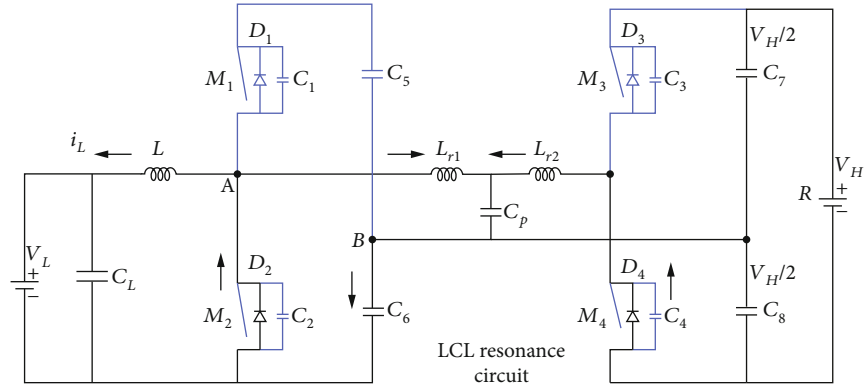 D1
M1
C1
C5
D3
M3
C3
VH/2
C7
iL
L
A
Lr1
Lr2
Cp
B
R
VH
+
−
VL
+
−
CL
D2
M2
C2
C6
D4
M4
C4
VH/2
C8
LCL resonance
circuit